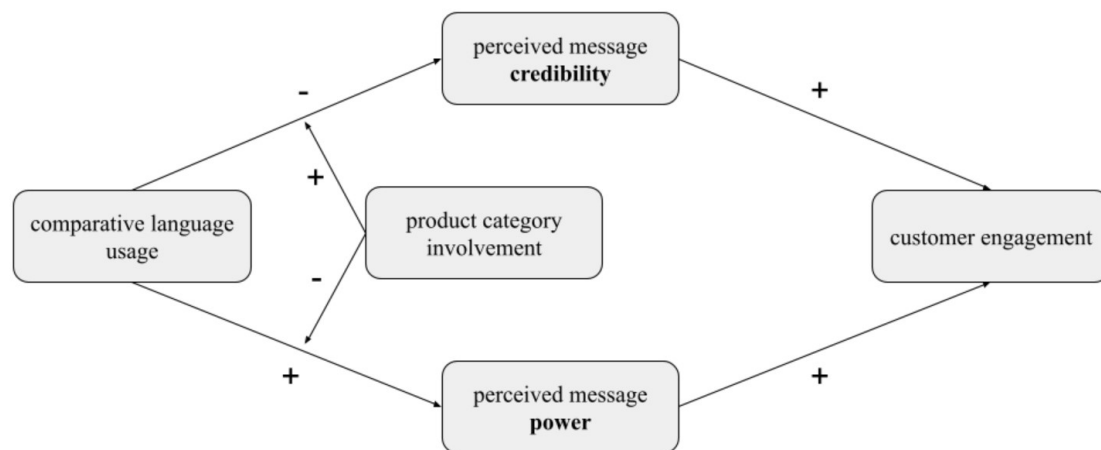 perceived message
credibility
-
+
+
comparative language
usage
product category
involvement
customer engagement
-
+
perceived message
power
+